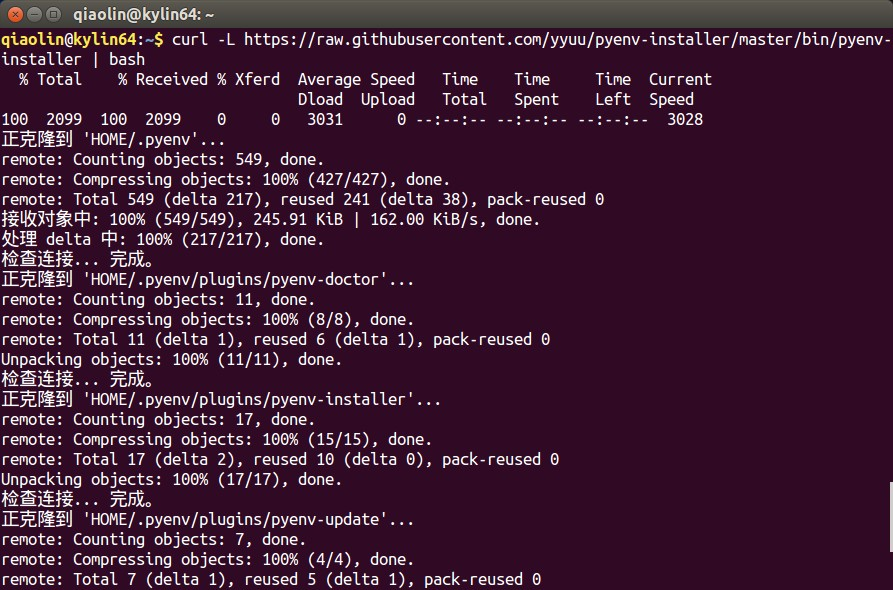 qiaolin@kylin64: ~
qiaolin@kylin64:~$ curl -L https://raw.githubusercontent.com/yyuu/pyenv-installer/master/bin/pyenv-
installer | bash
  % Total    % Received % Xferd  Average Speed   Time    Time     Time  Current
                                 Dload  Upload   Total   Spent    Left  Speed
100  2099  100  2099    0     0   3031      0 --:--:-- --:--:-- --:--:--  3028
正克隆到 'HOME/.pyenv'...
remote: Counting objects: 549, done.
remote: Compressing objects: 100% (427/427), done.
remote: Total 549 (delta 217), reused 241 (delta 38), pack-reused 0
接收对象中: 100% (549/549), 245.91 KiB | 162.00 KiB/s, done.
处理 delta 中: 100% (217/217), done.
检查连接... 完成。
正克隆到 'HOME/.pyenv/plugins/pyenv-doctor'...
remote: Counting objects: 11, done.
remote: Compressing objects: 100% (8/8), done.
remote: Total 11 (delta 1), reused 6 (delta 1), pack-reused 0
Unpacking objects: 100% (11/11), done.
检查连接... 完成。
正克隆到 'HOME/.pyenv/plugins/pyenv-installer'...
remote: Counting objects: 17, done.
remote: Compressing objects: 100% (15/15), done.
remote: Total 17 (delta 2), reused 10 (delta 0), pack-reused 0
Unpacking objects: 100% (17/17), done.
检查连接... 完成。
正克隆到 'HOME/.pyenv/plugins/pyenv-update'...
remote: Counting objects: 7, done.
remote: Compressing objects: 100% (4/4), done.
remote: Total 7 (delta 1), reused 5 (delta 1), pack-reused 0